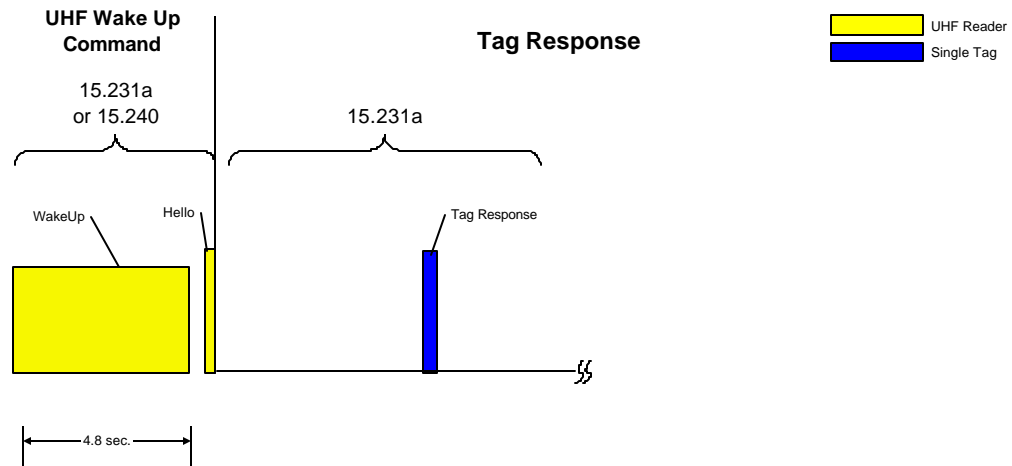 UHF Wake Up
Command
Tag Response
UHF Reader
Single Tag
15.231a
or 15.240
15.231a
WakeUp
Hello
Tag Response
4.8 sec.